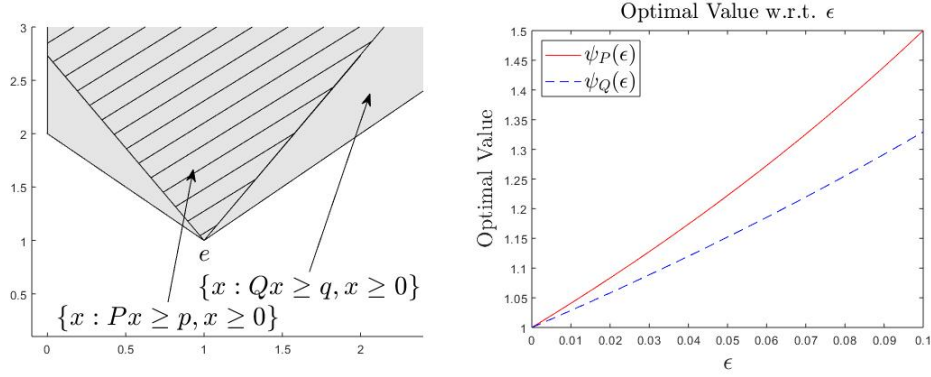 3
2.5
2
1.5
1
0.5
0 0.5 1 1.5 2
e
{x : Qx ≥ q, x ≥ 0}
{x : Px ≥ p, x ≥ 0}
Optimal Value w.r.t. ϵ
1.5
1.45
1.4
1.35
1.3
1.25
1.2
1.15
1.1
1.05
1
Optimal Value
ψ_P(ϵ)
ψ_Q(ϵ)
0 0.01 0.02 0.03 0.04 0.05 0.06 0.07 0.08 0.09 0.1
ϵ